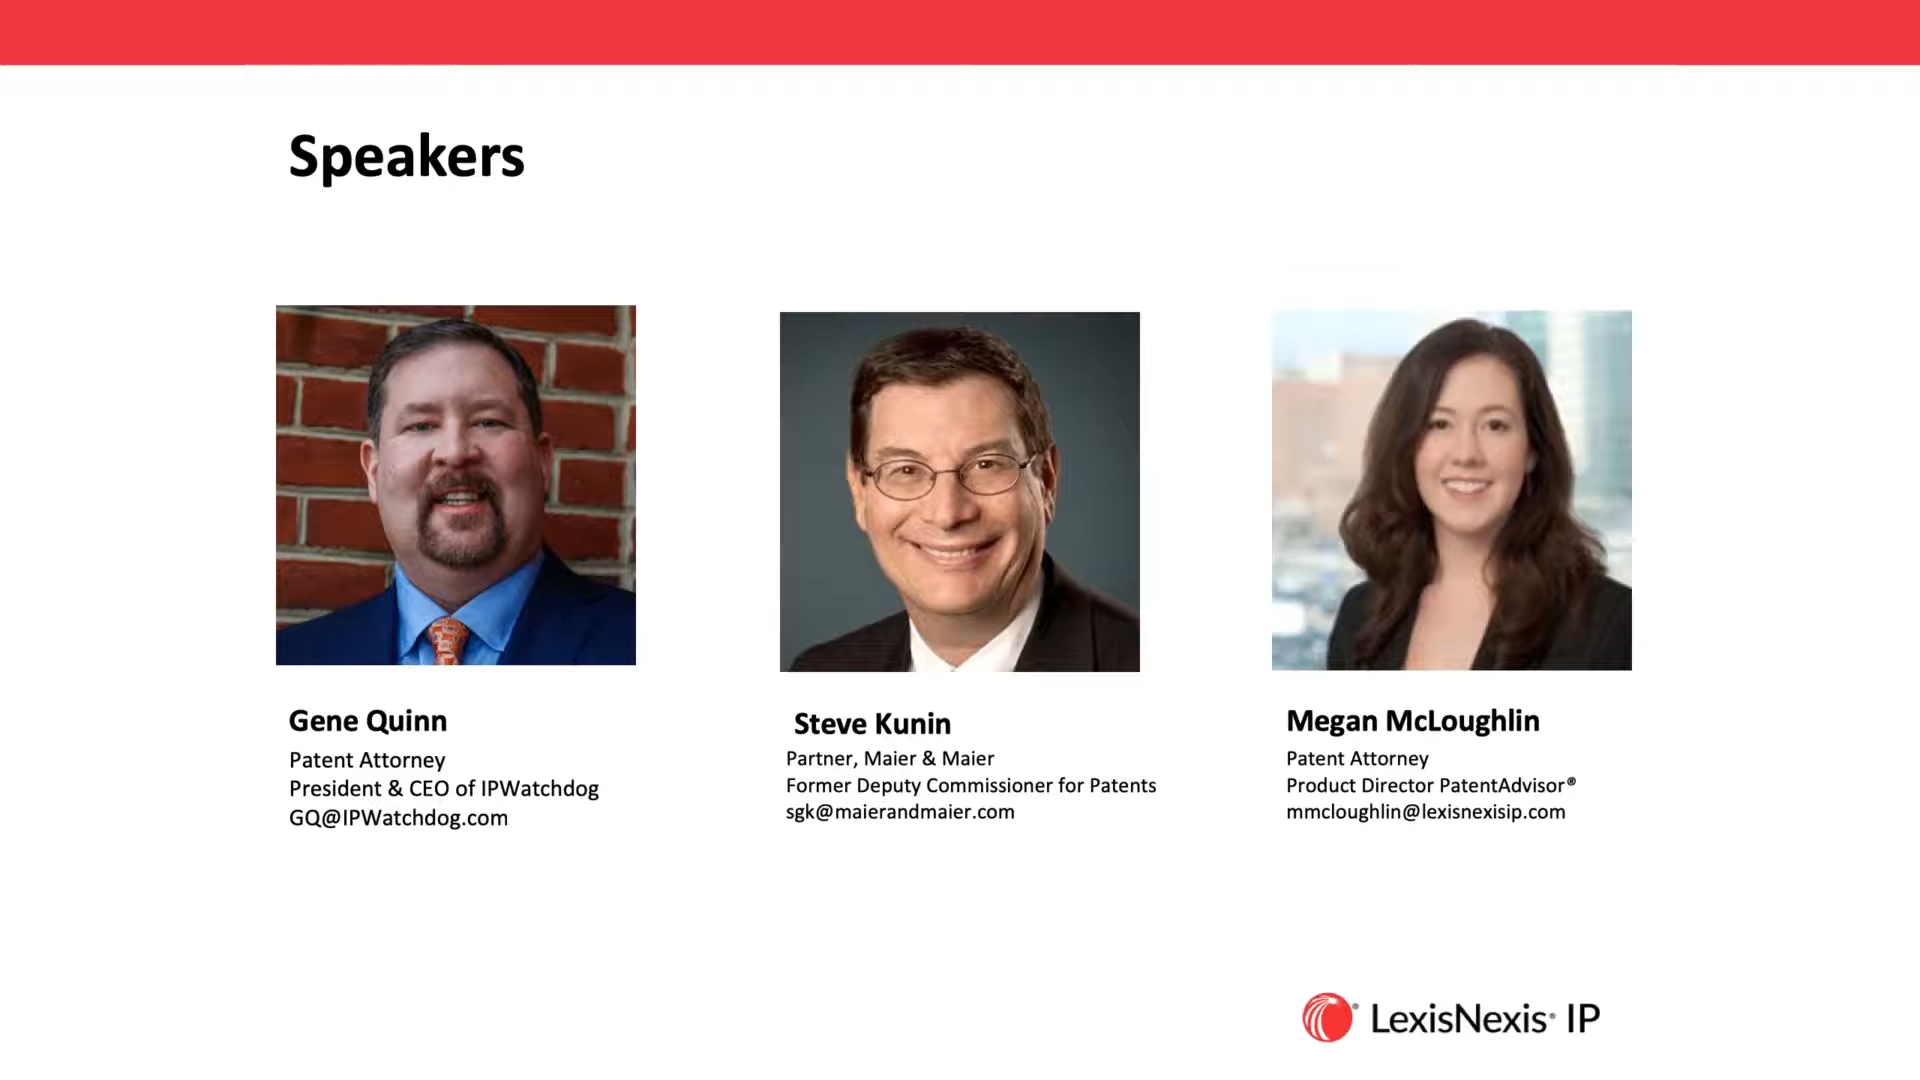 Speakers
Gene Quinn
Patent Attorney
President & CEO of IPWatchdog
GQ@IPWatchdog.com
Steve Kunin
Partner, Maier & Maier
Former Deputy Commissioner for Patents
sgk@maierandmaier.com
Megan McLoughlin
Patent Attorney
Product Director PatentAdvisor®
mmcloughlin@lexisnexisip.com
LexisNexis® IP